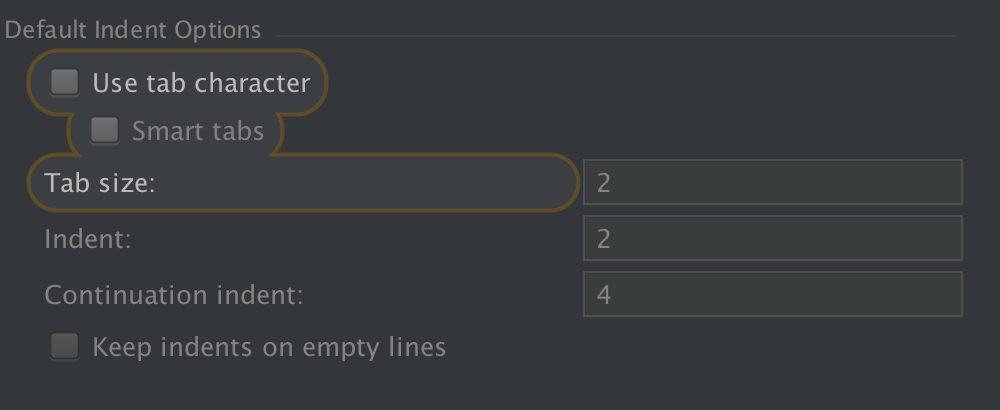 Default Indent Options
Use tab character
Smart tabs
Tab size: 2
Indent: 2
Continuation indent: 4
Keep indents on empty lines